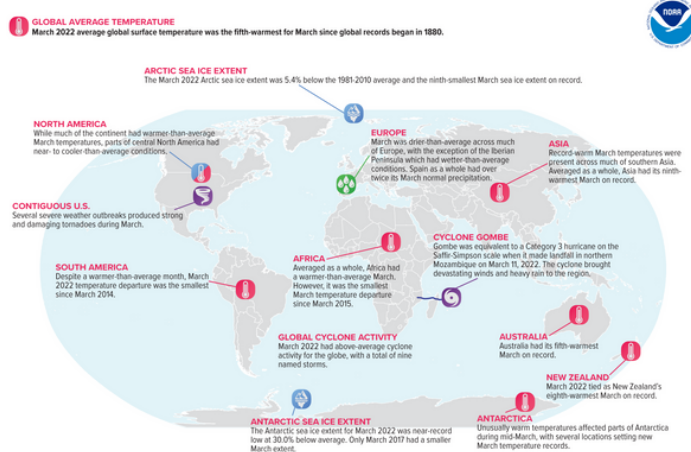 GLOBAL AVERAGE TEMPERATURE
March 2022 average global surface temperature was the fifth-warmest for March since global records began in 1880.
NOAA
ARCTIC SEA ICE EXTENT
The March 2022 Arctic sea ice extent was 5.4% below the 1981-2010 average and the ninth-smallest March sea ice extent on record.
NORTH AMERICA
While much of the continent had warmer-than-average
March temperatures, parts of central North America had
near- to cooler-than-average conditions.
EUROPE
March was drier-than-average across much
of Europe, with the exception of the Iberian
Peninsula which had wetter-than-average
conditions. Spain as a whole had over
twice its March normal precipitation.
ASIA
Record-warm March temperatures were
present across much of southern Asia.
Averaged as a whole, Asia had its ninth-
warmest March on record.
CONTIGUOUS U.S.
Several severe weather outbreaks produced strong
and damaging tornadoes during March.
CYCLONE GOMBE
Gombe was equivalent to a Category 3 hurricane on the
Saffir-Simpson scale when it made landfall in northern
Mozambique on March 11, 2022. The cyclone brought
devastating winds and heavy rain to the region.
SOUTH AMERICA
Despite a warmer-than-average month, March
2022 temperature departure was the smallest
since March 2014.
AFRICA
Averaged as a whole, Africa had
a warmer-than-average March.
However, it was the smallest
March temperature departure
since March 2015.
GLOBAL CYCLONE ACTIVITY
March 2022 had above-average cyclone
activity for the globe, with a total of nine
named storms.
AUSTRALIA
Australia had its fifth-warmest
March on record.
NEW ZEALAND
March 2022 tied as New Zealand's
eighth-warmest March on record.
ANTARCTIC SEA ICE EXTENT
The Antarctic sea ice extent for March 2022 was near-record
low at 30.0% below average. Only March 2017 had a smaller
March extent.
ANTARCTICA
Unusually warm temperatures affected parts of Antarctica
during mid-March, with several locations setting new
March temperature records.